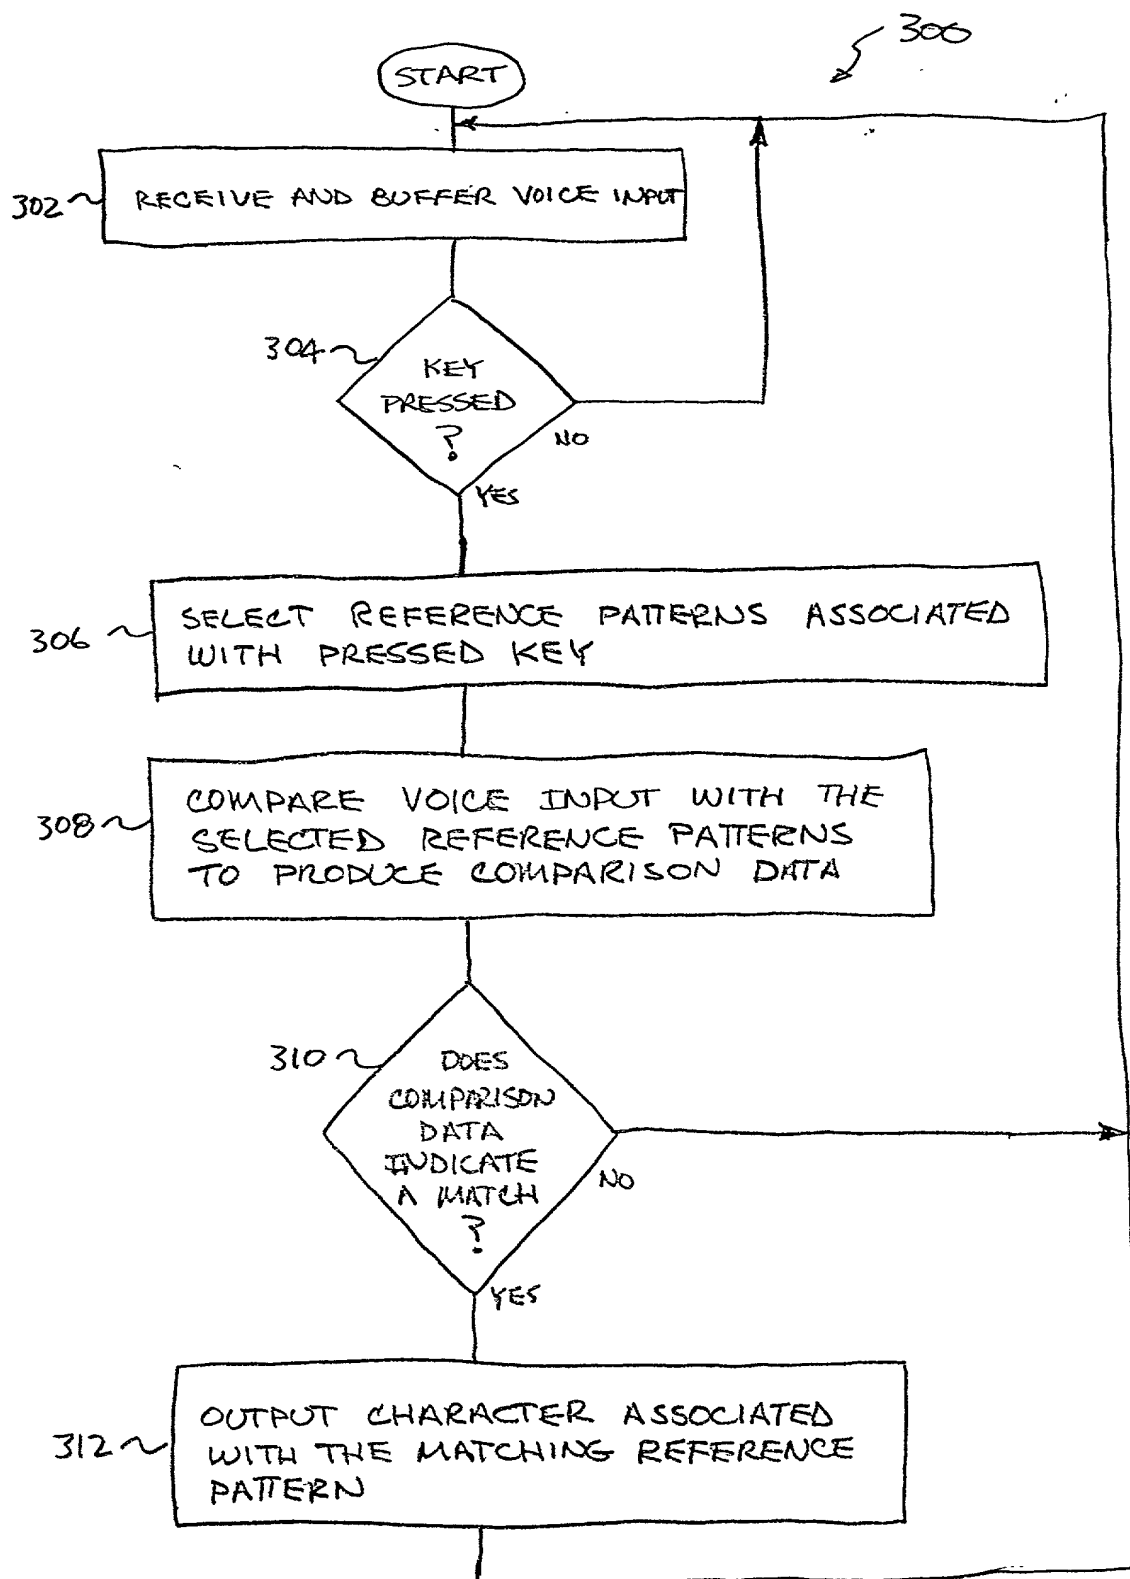 300
START
302
RECEIVE AND BUFFER VOICE INPUT
304
KEY
PRESSED
?
NO
YES
306
SELECT REFERENCE PATTERNS ASSOCIATED
WITH PRESSED KEY
308
COMPARE VOICE INPUT WITH THE
SELECTED REFERENCE PATTERNS
TO PRODUCE COMPARISON DATA
310
DOES
COMPARISON
DATA
INDICATE
A MATCH
?
NO
YES
312
OUTPUT CHARACTER ASSOCIATED
WITH THE MATCHING REFERENCE
PATTERN